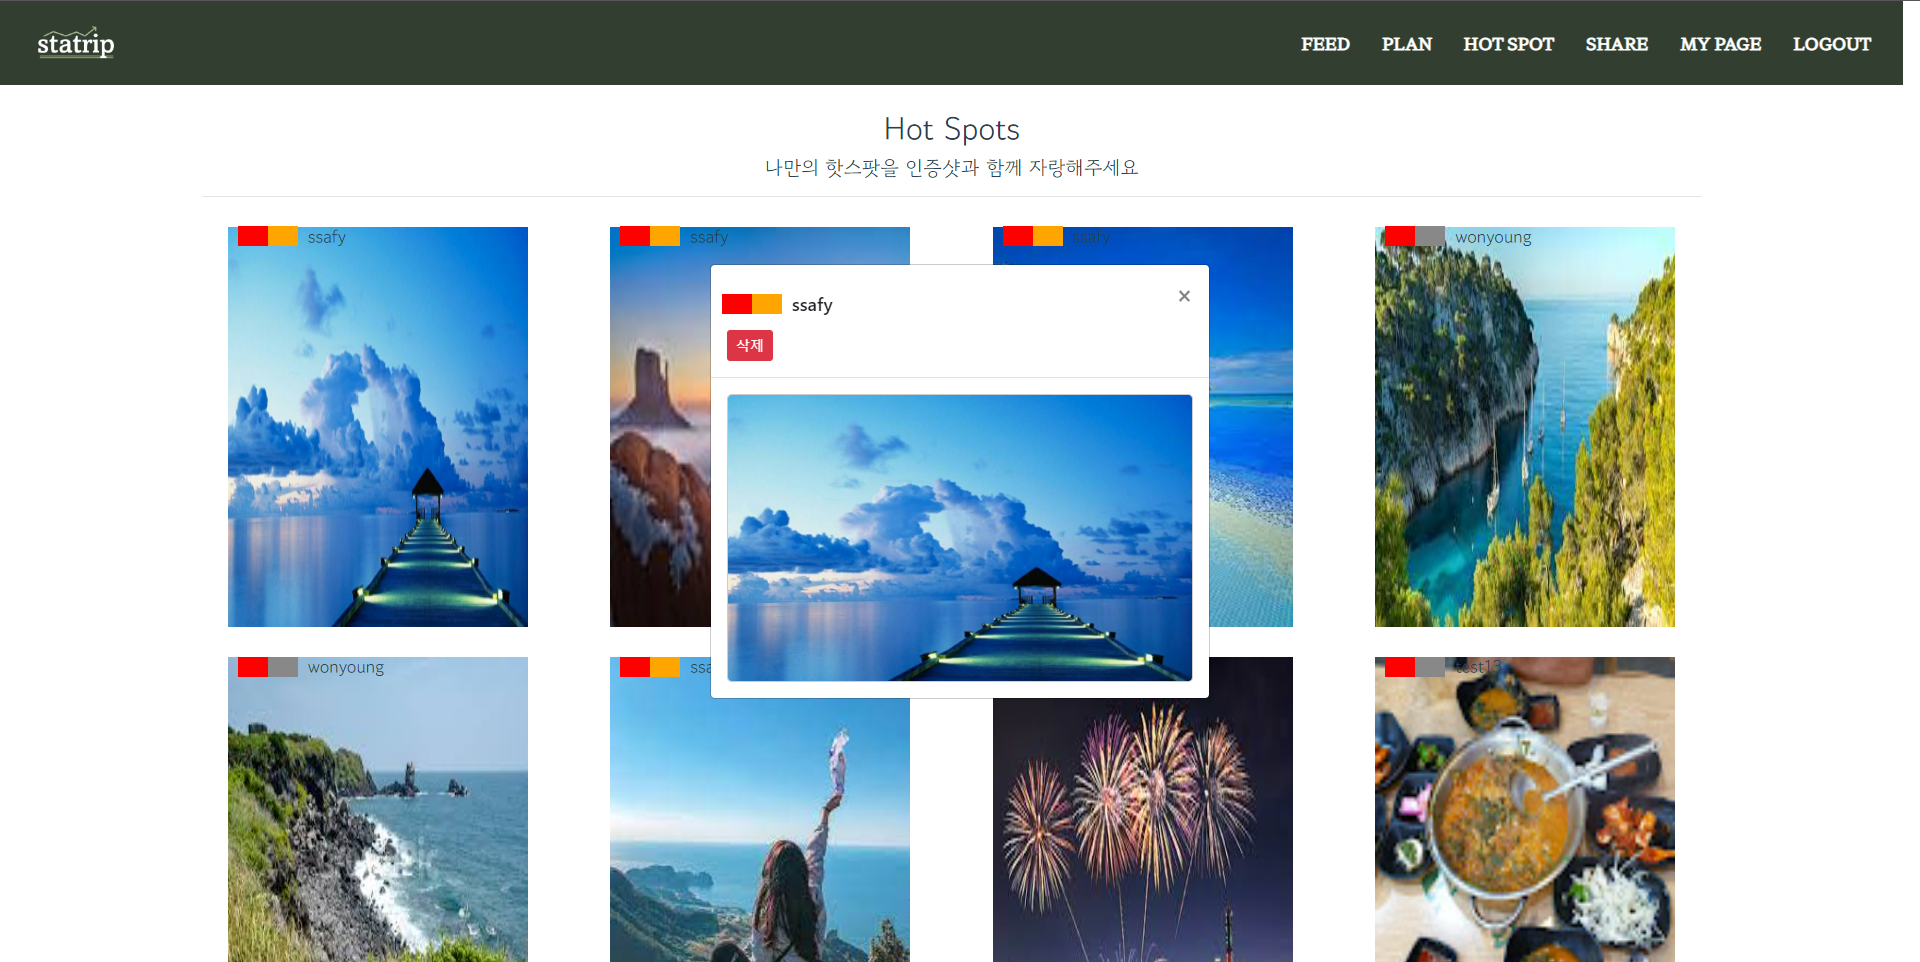 statrip
FEED PLAN HOT SPOT SHARE MY PAGE LOGOUT
Hot Spots
나만의 핫스팟을 인증샷과 함께 자랑해주세요
ssafy
ssafy
ssafy
wonyoung
ssafy
×
삭제
wonyoung
ssa
test13